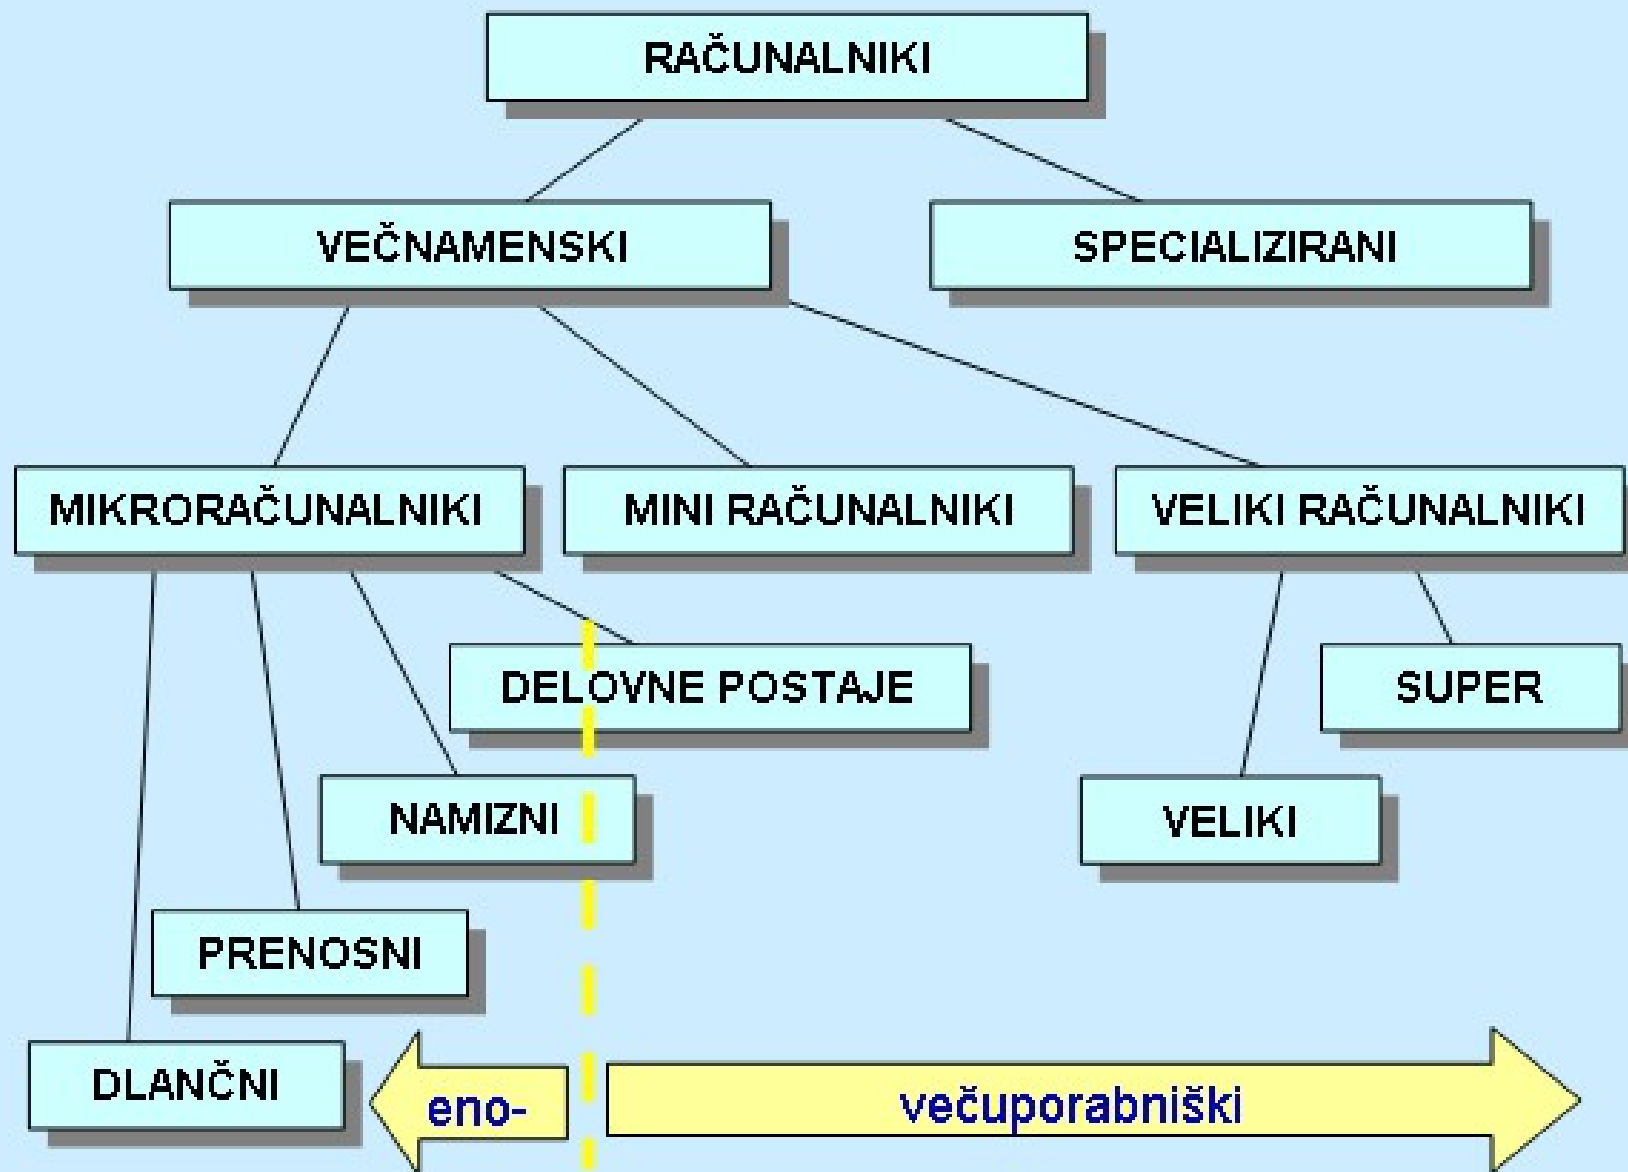 RAČUNALNIKI
VEČNAMENSKI
SPECIALIZIRANI
MIKRORAČUNALNIKI
MINI RAČUNALNIKI
VELIKI RAČUNALNIKI
DELOVNE POSTAJE
SUPER
NAMIZNI
VELIKI
PRENOSNI
DLANČNI
eno-
večuporabniški